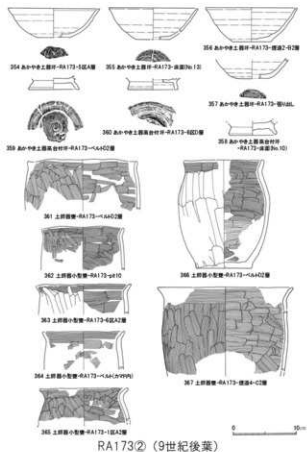 354 あかやき土器坏-RA173-5区A層
355 あかやき土器坏-RA173-床面(No.13)
356 あかやき土器坏-RA173-煙道2-B2層
357 あかやき土器坏-RA173-掘り出し
358 あかやき土器高台付坏
-RA173-床面(No.10)
359 あかやき土器高台付坏-RA173-ベルトD2層
360 あかやき土器高台付坏-RA173-6区D層
361 土師器甕-RA173-ベルトD2層
362 土師器小型甕-RA173-pit10
363 土師器小型甕-RA173-6区A2層
364 土師器小型甕-RA173-ベルト(カマド内)
365 土師器小型甕-RA173-1区A2層
366 土師器小型甕-RA173-ベルトD2層
367 土師器甕-RA173-煙道4-C2層
0 10cm
RA173② (9世紀後葉)